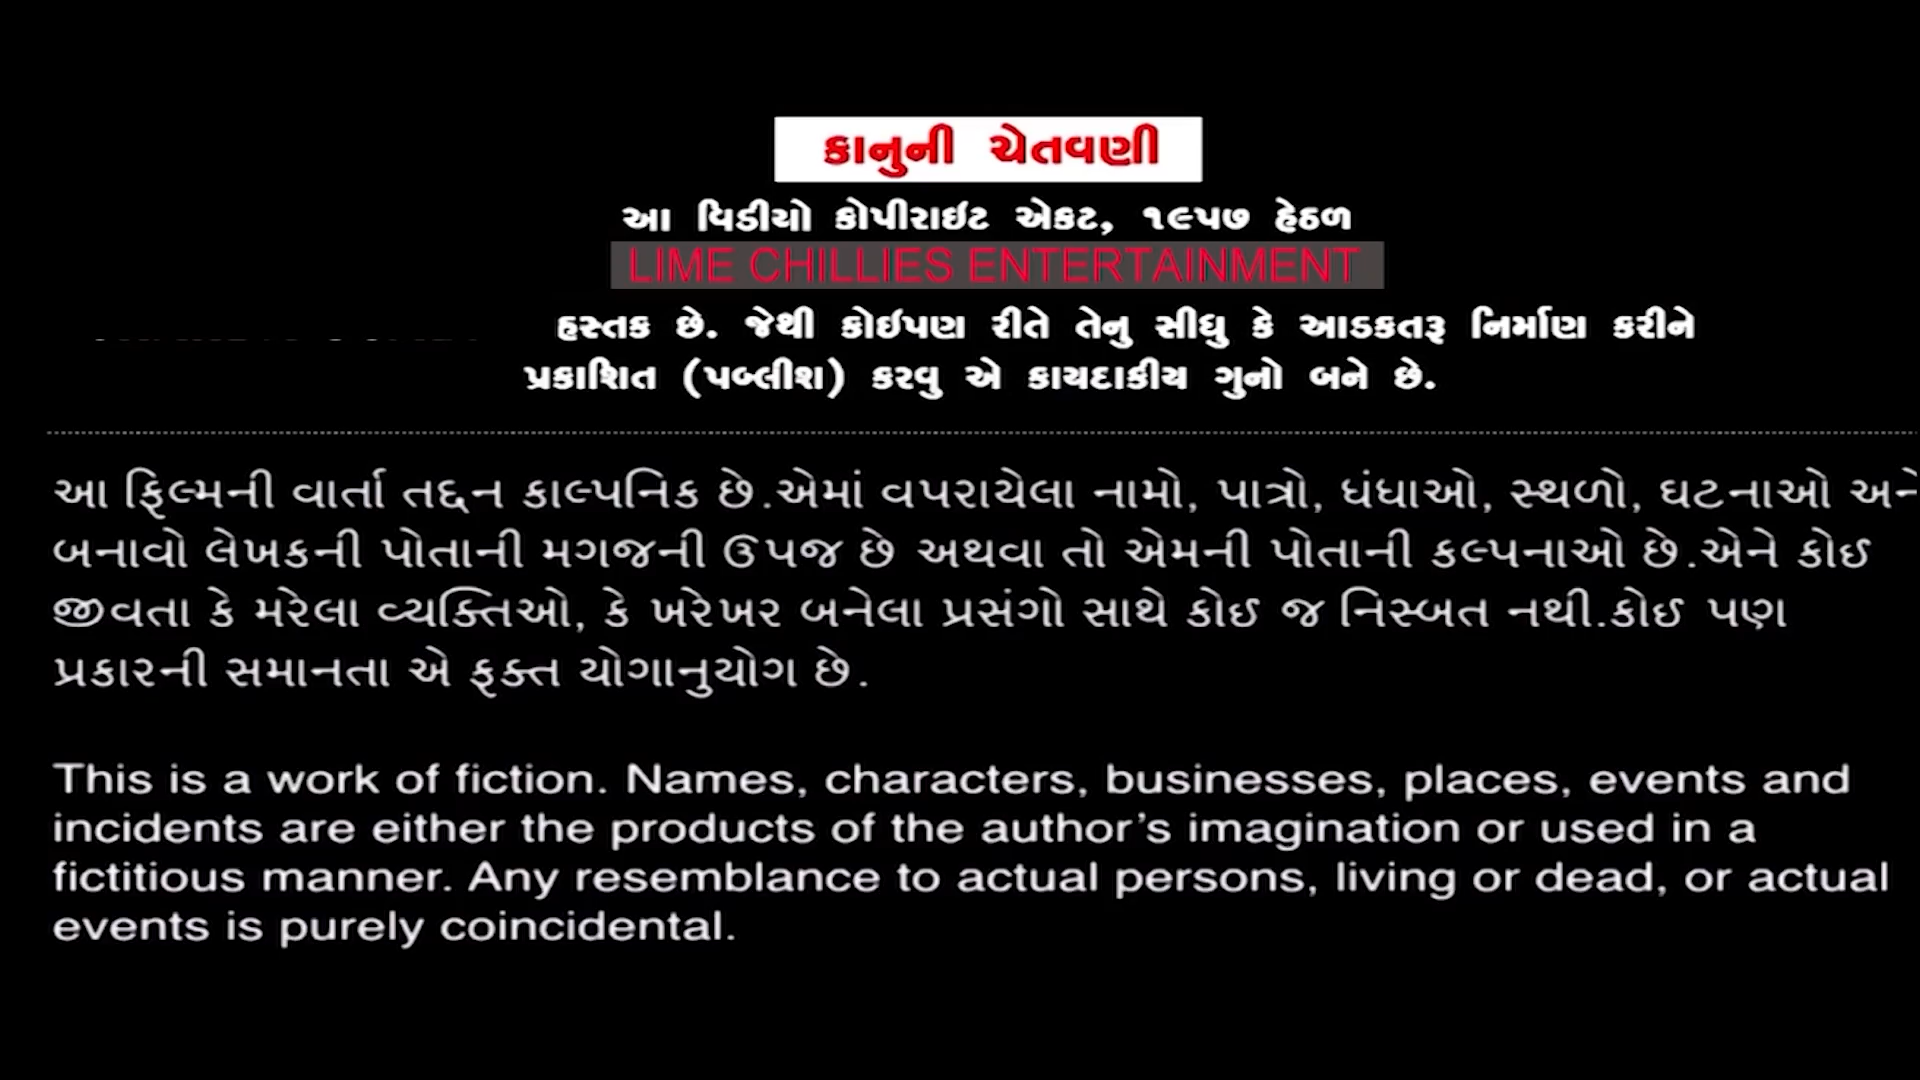 કાનુની ચેતવણી
આ વિડીયો કોપીરાઇટ એકટ, ૧૯૫૭ હેઠળ
LIME CHILLIES ENTERTAINMENT
હસ્તક છે. જેથી કોઇપણ રીતે તેનુ સીધુ કે આડકતરૂ નિર્માણ કરીને
પ્રકાશિત (પબ્લીશ) કરવુ એ કાયદાકીય ગુનો બને છે.
આ ફિલ્મની વાર્તા તદ્દન કાલ્પનિક છે.એમાં વપરાયેલા નામો, પાત્રો, ધંધાઓ, સ્થળો, ઘટનાઓ અને
બનાવો લેખકની પોતાની મગજની ઉપજ છે અથવા તો એમની પોતાની કલ્પનાઓ છે.એને કોઈ
જીવતા કે મરેલા વ્યક્તિઓ, કે ખરેખર બનેલા પ્રસંગો સાથે કોઈ જ નિસ્બત નથી.કોઈ પણ
પ્રકારની સમાનતા એ ફક્ત યોગાનુયોગ છે.
This is a work of fiction. Names, characters, businesses, places, events and
incidents are either the products of the author's imagination or used in a
fictitious manner. Any resemblance to actual persons, living or dead, or actual
events is purely coincidental.